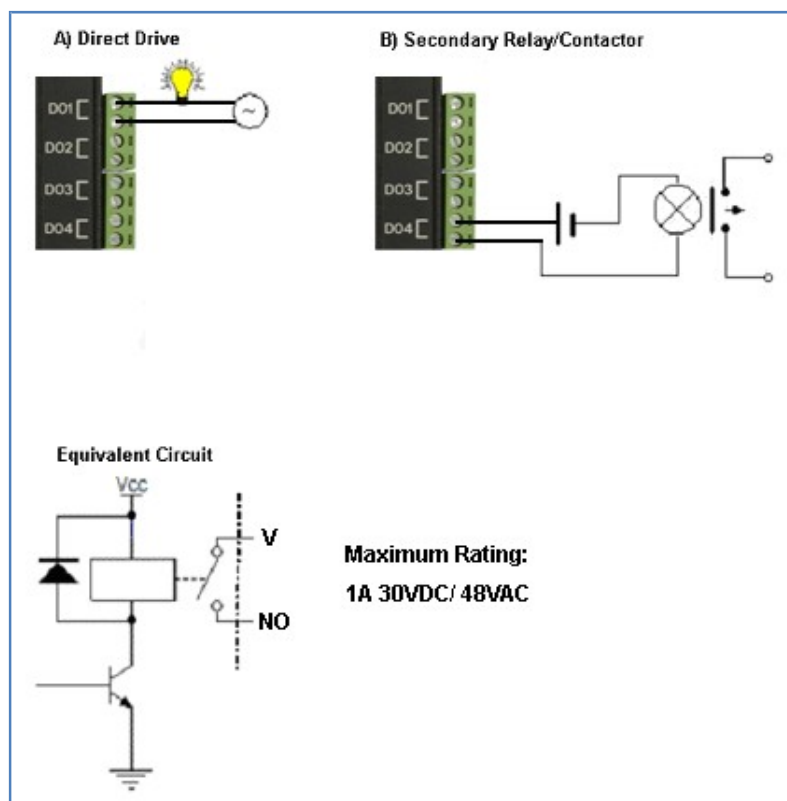 A) Direct Drive
B) Secondary Relay/Contactor
DO1
DO2
DO3
DO4
~
DO1
DO2
DO3
DO4
Equivalent Circuit
Vcc
V
NO
Maximum Rating:
1A 30VDC/ 48VAC